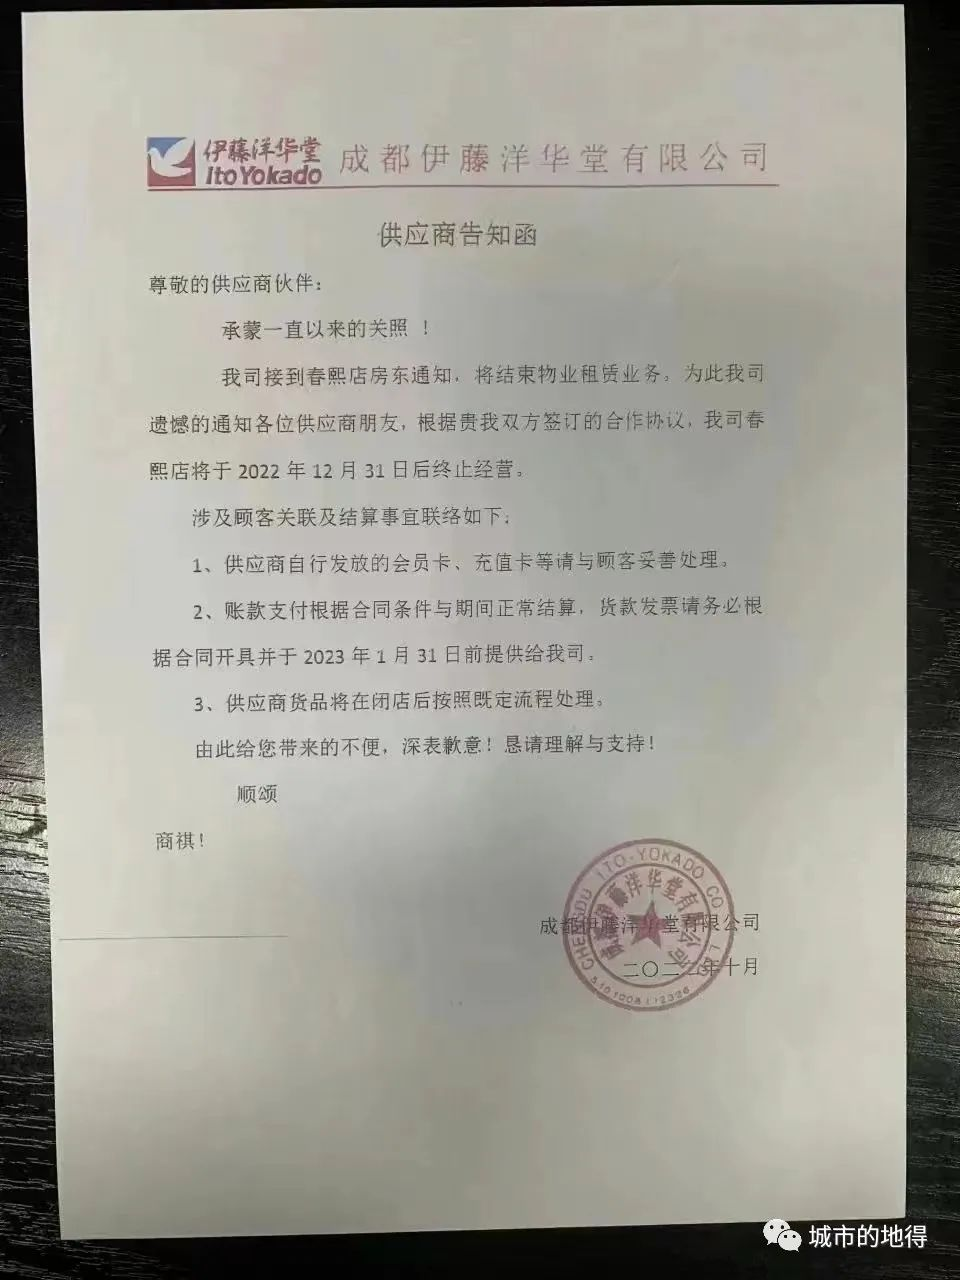 伊藤洋华堂
Ito Yokado
成都伊藤洋华堂有限公司
供应商告知函
尊敬的供应商伙伴：
承蒙一直以来的关照 ！
我司接到春熙店房东通知，将结束物业租赁业务。为此我司
遗憾的通知各位供应商朋友，根据贵我双方签订的合作协议，我司春
熙店将于 2022 年 12 月 31 日后终止经营。
涉及顾客关联及结算事宜联络如下；
1、供应商自行发放的会员卡、充值卡等请与顾客妥善处理。
2、账款支付根据合同条件与期间正常结算，货款发票请务必根
据合同开具并于 2023 年 1 月 31 日前提供给我司。
3、供应商货品将在闭店后按照既定流程处理。
由此给您带来的不便，深表歉意！恳请理解与支持！
顺颂
商祺！
成都伊藤洋华堂有限公司
二〇二二年十月
CHENGDU ITO-YOKADO CO.
成都伊藤洋华堂有限公司
城市的地得